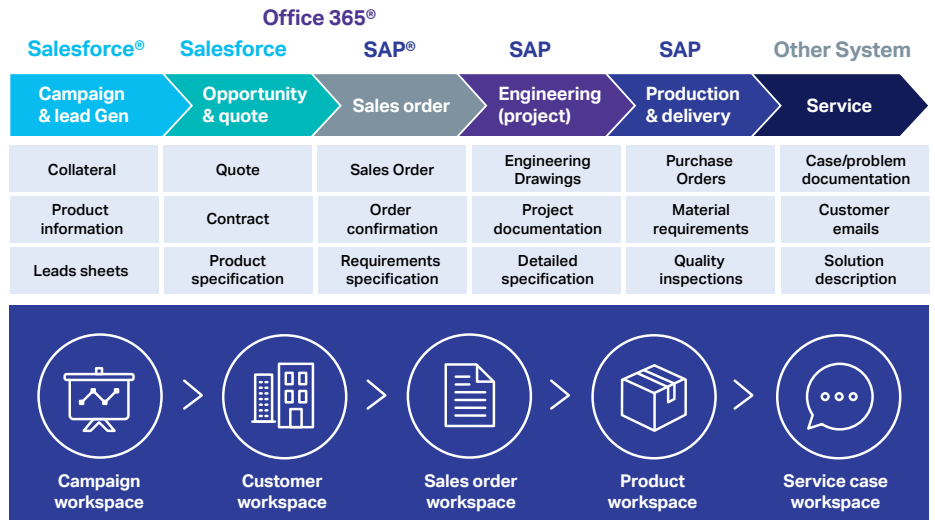 Office 365®
Salesforce®
Salesforce
SAP®
SAP
SAP
Other System
Campaign
& lead Gen
Opportunity
& quote
Sales order
Engineering
(project)
Production
& delivery
Service
Collateral
Quote
Sales Order
Engineering
Drawings
Purchase
Orders
Case/problem
documentation
Product
information
Contract
Order
confirmation
Project
documentation
Material
requirements
Customer
emails
Leads sheets
Product
specification
Requirements
specification
Detailed
specification
Quality
inspections
Solution
description
Campaign
workspace
Customer
workspace
Sales order
workspace
Product
workspace
Service case
workspace